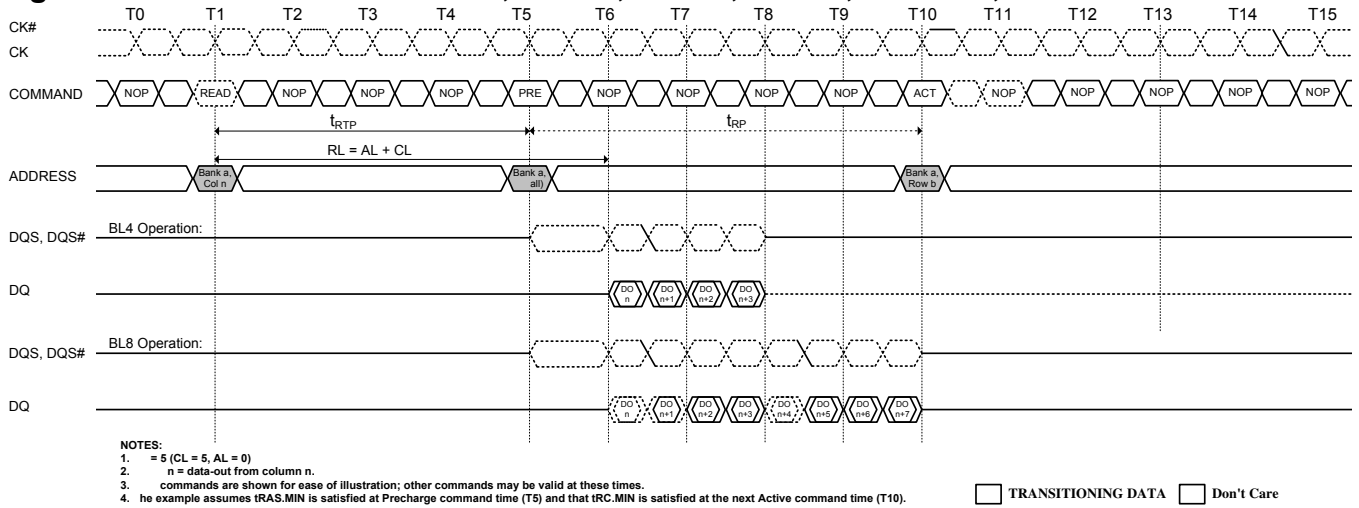 T0 T1 T2 T3 T4 T5 T6 T7 T8 T9 T10 T11 T12 T13 T14 T15
CK#
CK
COMMAND NOP READ NOP NOP NOP PRE NOP NOP NOP NOP ACT NOP NOP NOP NOP NOP
tRTP tRP
RL = AL + CL
ADDRESS Bank a, Col n Bank a, all) Bank a, Row b
BL4 Operation:
DQS, DQS#
DQ DO n DO n+1 DO n+2 DO n+3
BL8 Operation:
DQS, DQS#
DQ DO n DO n+1 DO n+2 DO n+3 DO n+4 DO n+5 DO n+6 DO n+7
NOTES:
1. = 5 (CL = 5, AL = 0)
2. n = data-out from column n.
3. commands are shown for ease of illustration; other commands may be valid at these times.
4. he example assumes tRAS.MIN is satisfied at Precharge command time (T5) and that tRC.MIN is satisfied at the next Active command time (T10).
TRANSITIONING DATA Don't Care